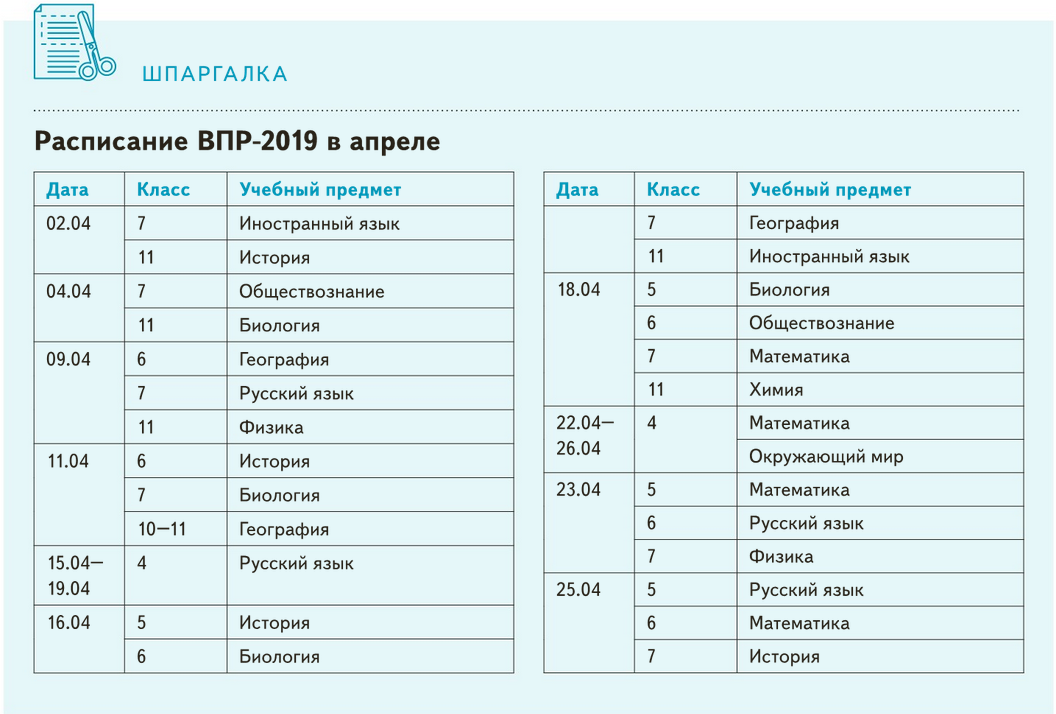 ШПАРГАЛКА
Расписание ВПР-2019 в апреле
Дата Класс Учебный предмет
02.04 7 Иностранный язык
11 История
04.04 7 Обществознание
11 Биология
09.04 6 География
7 Русский язык
11 Физика
11.04 6 История
7 Биология
10—11 География
15.04— 4 Русский язык
19.04
16.04 5 История
6 Биология
Дата Класс Учебный предмет
7 География
11 Иностранный язык
18.04 5 Биология
6 Обществознание
7 Математика
11 Химия
22.04— 4 Математика
26.04 Окружающий мир
23.04 5 Математика
6 Русский язык
7 Физика
25.04 5 Русский язык
6 Математика
7 История